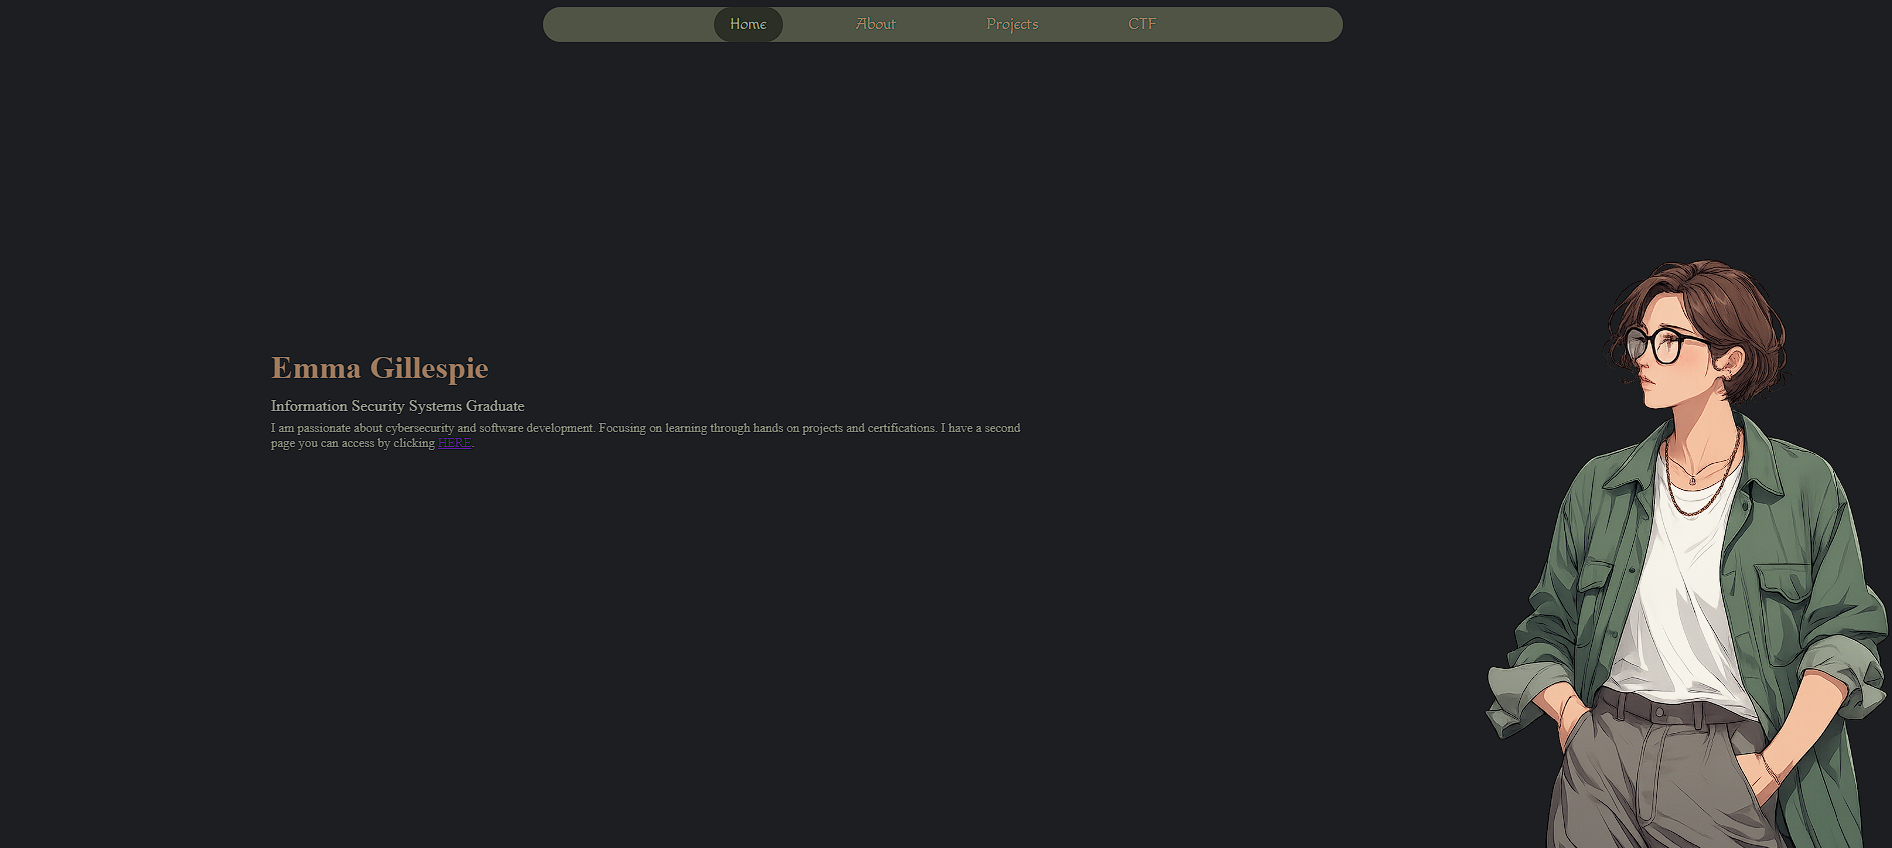 Home About Projects CTF
Emma Gillespie
Information Security Systems Graduate
I am passionate about cybersecurity and software development. Focusing on learning through hands on projects and certifications. I have a second
page you can access by clicking HERE.